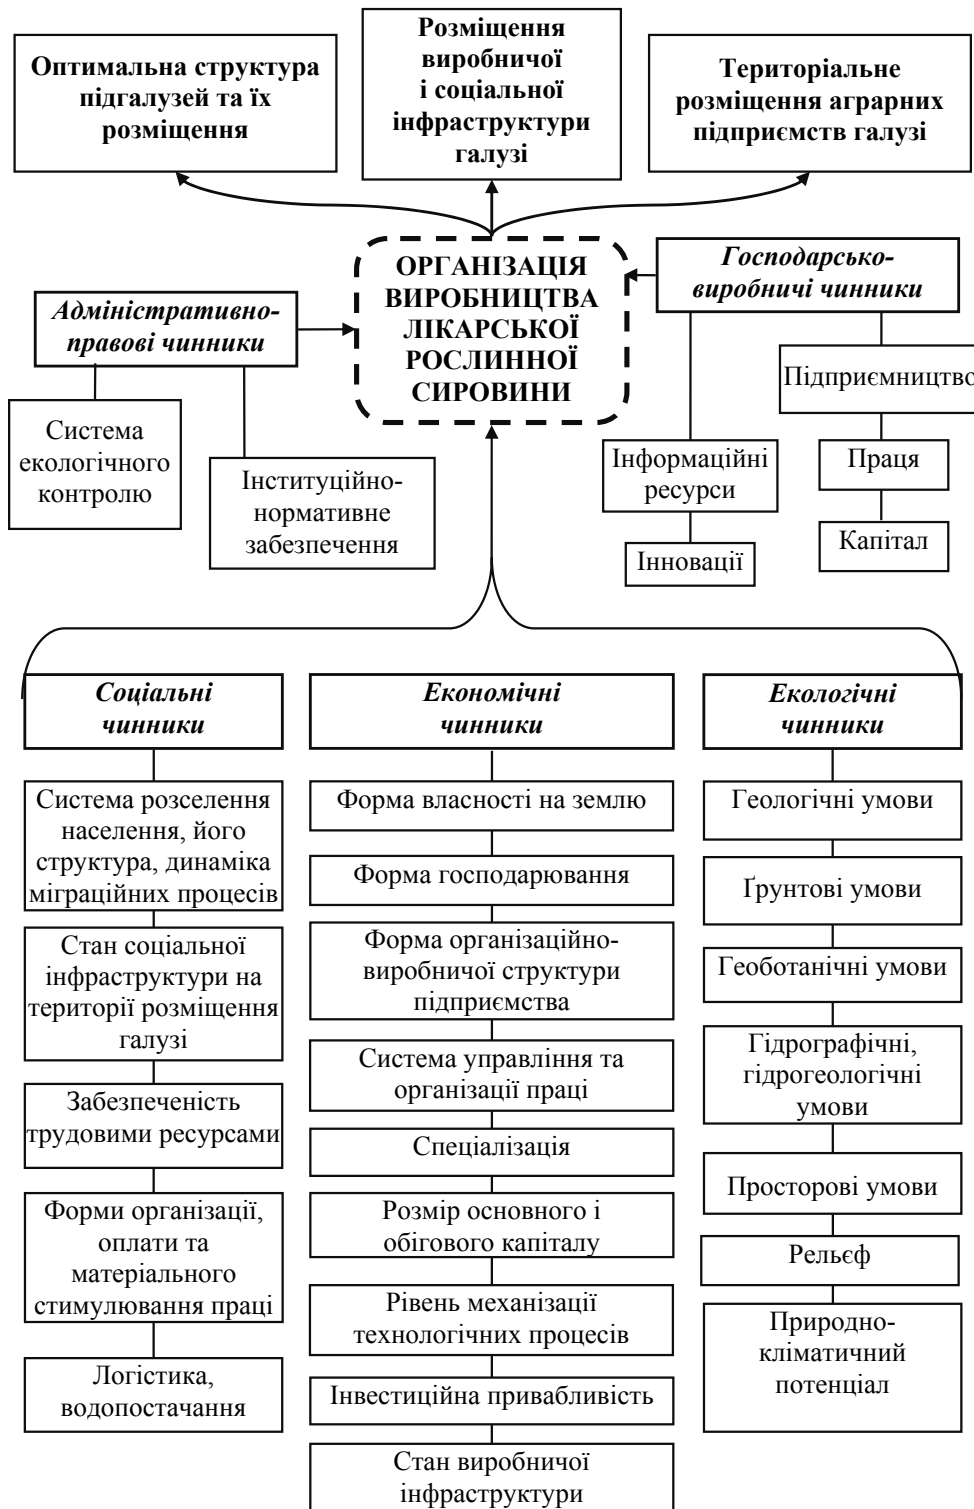 Оптимальна структура
підгалузей та їх
розміщення
Розміщення
виробничої
і соціальної
інфраструктури
галузі
Територіальне
розміщення аграрних
підприємств галузі
Адміністративно-
правові чинники
ОРГАНІЗАЦІЯ
ВИРОБНИЦТВА
ЛІКАРСЬКОЇ
РОСЛИННОЇ
СИРОВИНИ
Господарсько-
виробничі чинники
Система
екологічного
контролю
Інституційно-
нормативне
забезпечення
Інформаційні
ресурси
Інновації
Підприємництво
Праця
Капітал
Соціальні
чинники
Система розселення
населення, його
структура, динаміка
міграційних процесів
Стан соціальної
інфраструктури на
території розміщення
галузі
Забезпеченість
трудовими ресурсами
Форми організації,
оплати та
матеріального
стимулювання праці
Логістика,
водопостачання
Економічні
чинники
Форма власності на землю
Форма господарювання
Форма організаційно-
виробничої структури
підприємства
Система управління та
організації праці
Спеціалізація
Розмір основного і
обігового капіталу
Рівень механізації
технологічних процесів
Інвестиційна привабливість
Стан виробничої
інфраструктури
Екологічні
чинники
Геологічні умови
Ґрунтові умови
Геоботанічні умови
Гідрографічні,
гідрогеологічні
умови
Просторові умови
Рельєф
Природно-
кліматичний
потенціал